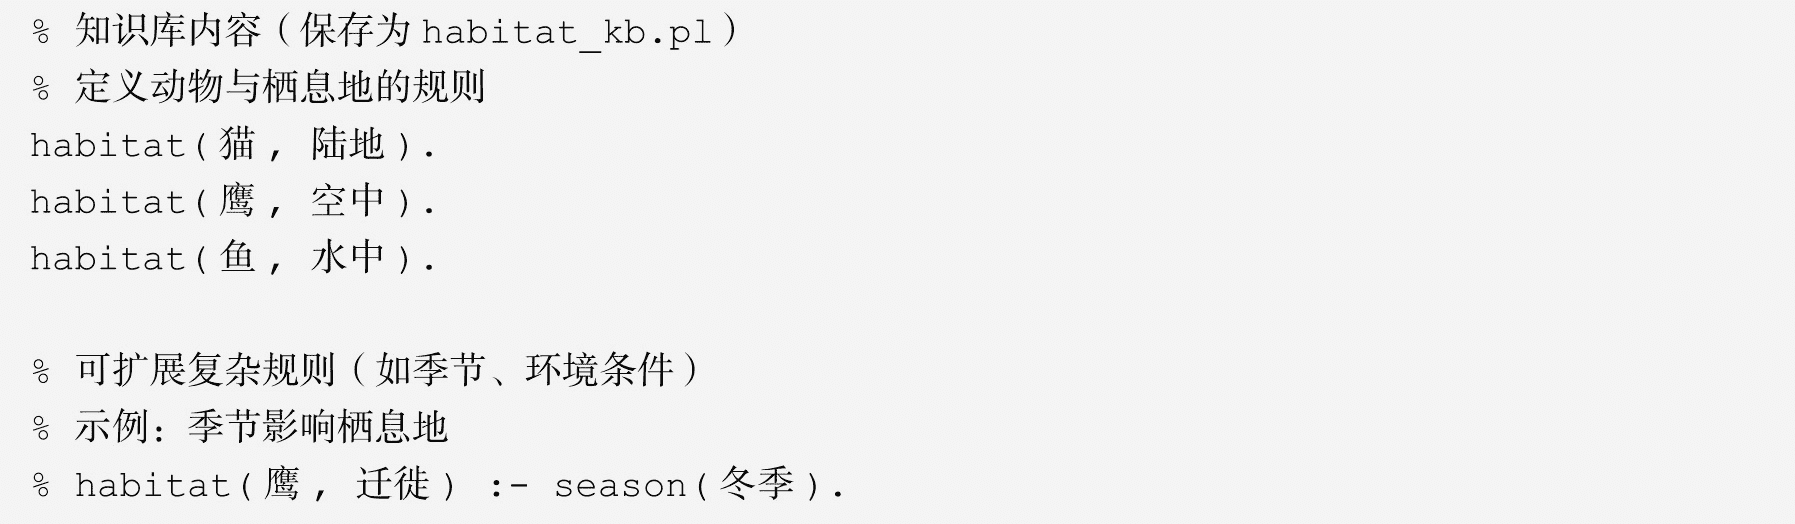 % 知识库内容（保存为 habitat_kb.pl）
% 定义动物与栖息地的规则
habitat(猫, 陆地).
habitat(鹰, 空中).
habitat(鱼, 水中).
% 可扩展复杂规则（如季节、环境条件）
% 示例：季节影响栖息地
% habitat(鹰, 迁徙) :- season(冬季).